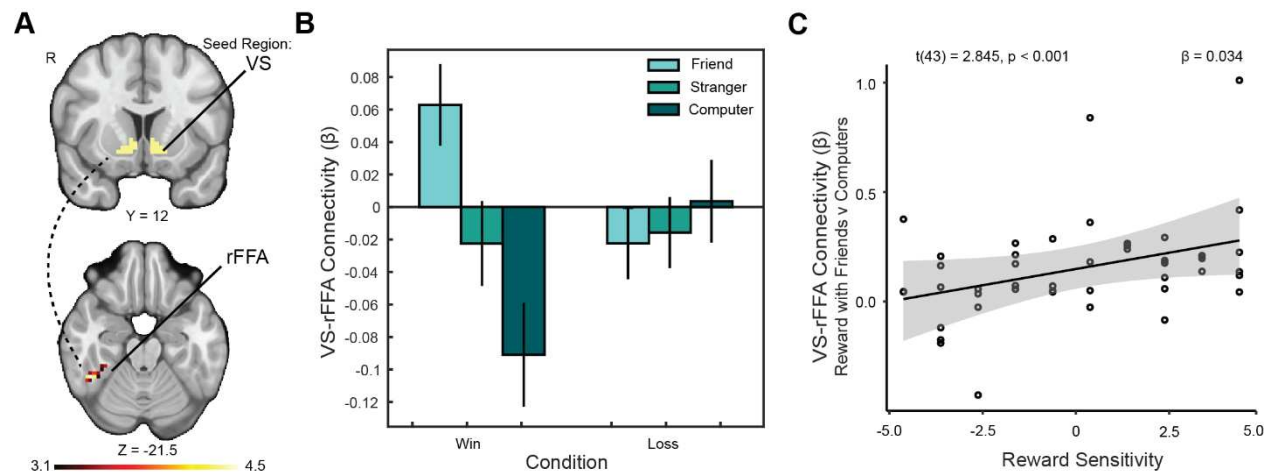 A
R
Seed Region:
VS
Y = 12
rFFA
Z = -21.5
3.1
4.5
B
VS-rFFA Connectivity (β)
0.08
0.06
0.04
0.02
0
-0.02
-0.04
-0.06
-0.08
-0.1
-0.12
Friend
Stranger
Computer
Win
Loss
Condition
C
t(43) = 2.845, p < 0.001
β = 0.034
VS-rFFA Connectivity (β)
Reward with Friends v Computers
1.0
0.5
0.0
-5.0
-2.5
0
2.5
5.0
Reward Sensitivity